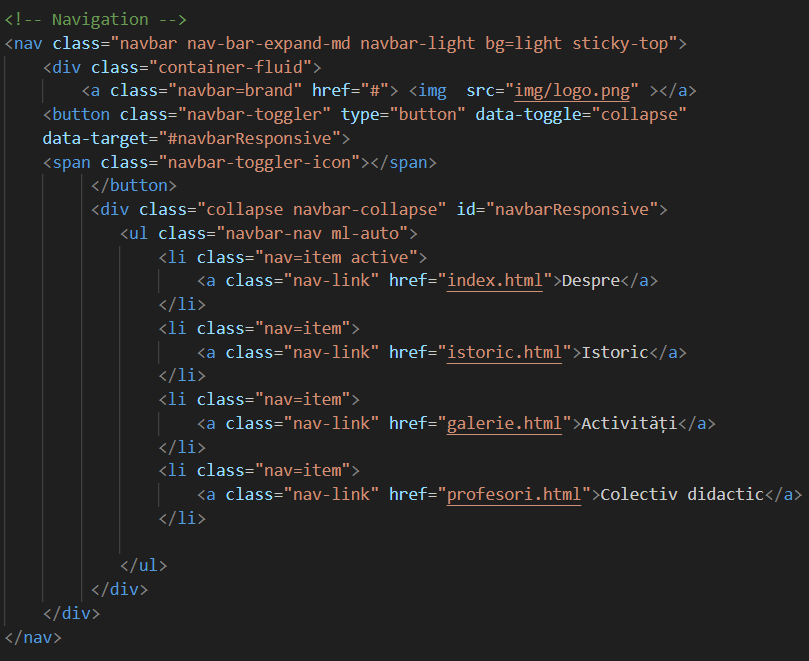 <!-- Navigation -->
<nav class="navbar nav-bar-expand-md navbar-light bg=light sticky-top">
<div class="container-fluid">
<a class="navbar=brand" href="#"> <img  src="img/logo.png" ></a>
<button class="navbar-toggler" type="button" data-toggle="collapse"
data-target="#navbarResponsive">
<span class="navbar-toggler-icon"></span>
</button>
<div class="collapse navbar-collapse" id="navbarResponsive">
<ul class="navbar-nav ml-auto">
<li class="nav=item active">
<a class="nav-link" href="index.html">Despre</a>
</li>
<li class="nav=item">
<a class="nav-link" href="istoric.html">Istoric</a>
</li>
<li class="nav=item">
<a class="nav-link" href="galerie.html">Activități</a>
</li>
<li class="nav=item">
<a class="nav-link" href="profesori.html">Colectiv didactic</a>
</li>
</ul>
</div>
</div>
</nav>